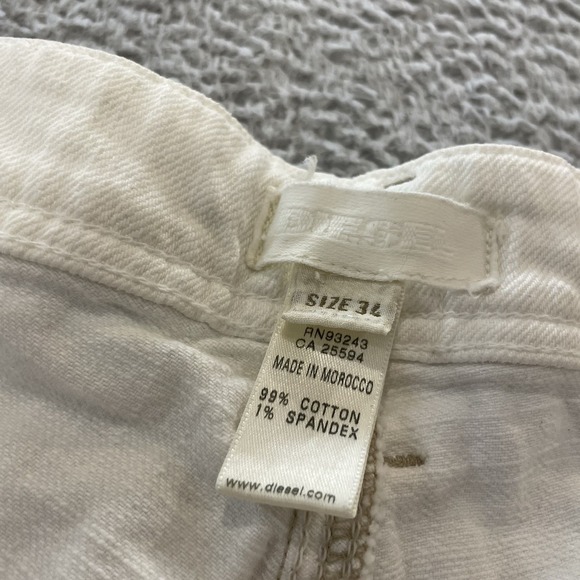 DIESEL
SIZE 34
RN93243
CA 25594
MADE IN MOROCCO
99% COTTON
1% SPANDEX
www.diesel.com